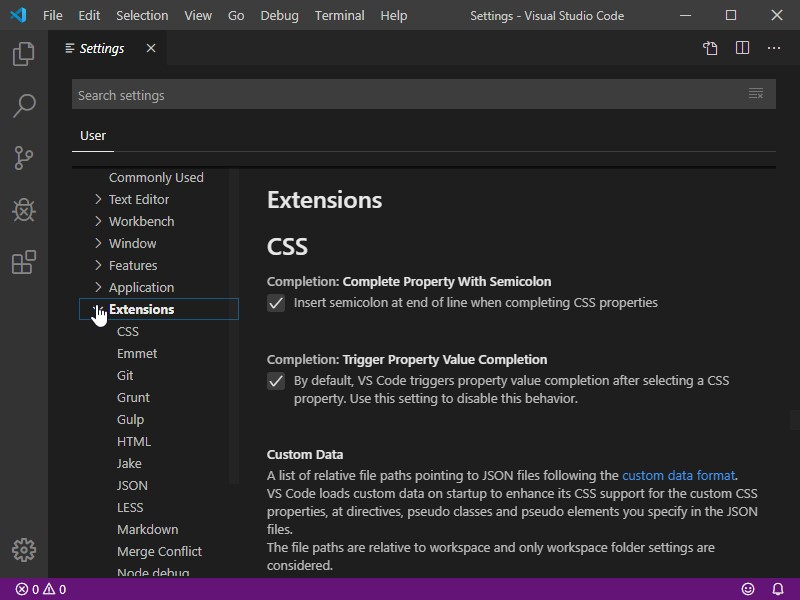 File Edit Selection View Go Debug Terminal Help Settings - Visual Studio Code
Settings
Search settings
User
Commonly Used
Text Editor
Workbench
Window
Features
Application
Extensions
CSS
Emmet
Git
Grunt
Gulp
HTML
Jake
JSON
LESS
Markdown
Merge Conflict
Node debug
Extensions
CSS
Completion: Complete Property With Semicolon
Insert semicolon at end of line when completing CSS properties
Completion: Trigger Property Value Completion
By default, VS Code triggers property value completion after selecting a CSS
property. Use this setting to disable this behavior.
Custom Data
A list of relative file paths pointing to JSON files following the custom data format.
VS Code loads custom data on startup to enhance its CSS support for the custom CSS
properties, at directives, pseudo classes and pseudo elements you specify in the JSON
files.
The file paths are relative to workspace and only workspace folder settings are
considered.
0 0